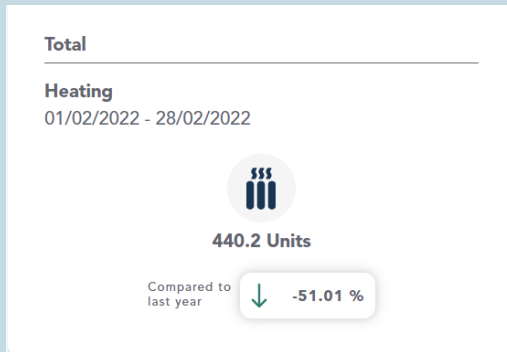 Total
Heating
01/02/2022 - 28/02/2022
440.2 Units
Compared to
last year
-51.01 %